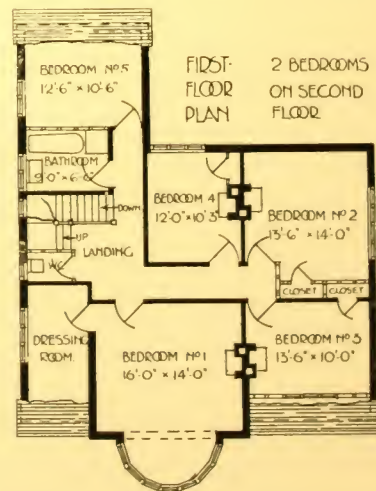 FIRST-
FLOOR
PLAN
2 BEDROOMS
ON SECOND
FLOOR
BEDROOM Nº 5
12'-6" × 10'-6"
BATHROOM
9'-0" × 6'-6"
BEDROOM 4
12'-0" × 10'-3"
BEDROOM Nº 2
13'-6" × 14'-0"
DOWN
UP
LANDING
W.C.
CLOSET
CLOSET
DRESSING
ROOM.
BEDROOM Nº 1
16'-0" × 14'-0"
BEDROOM Nº 3
13'-6" × 10'-0"